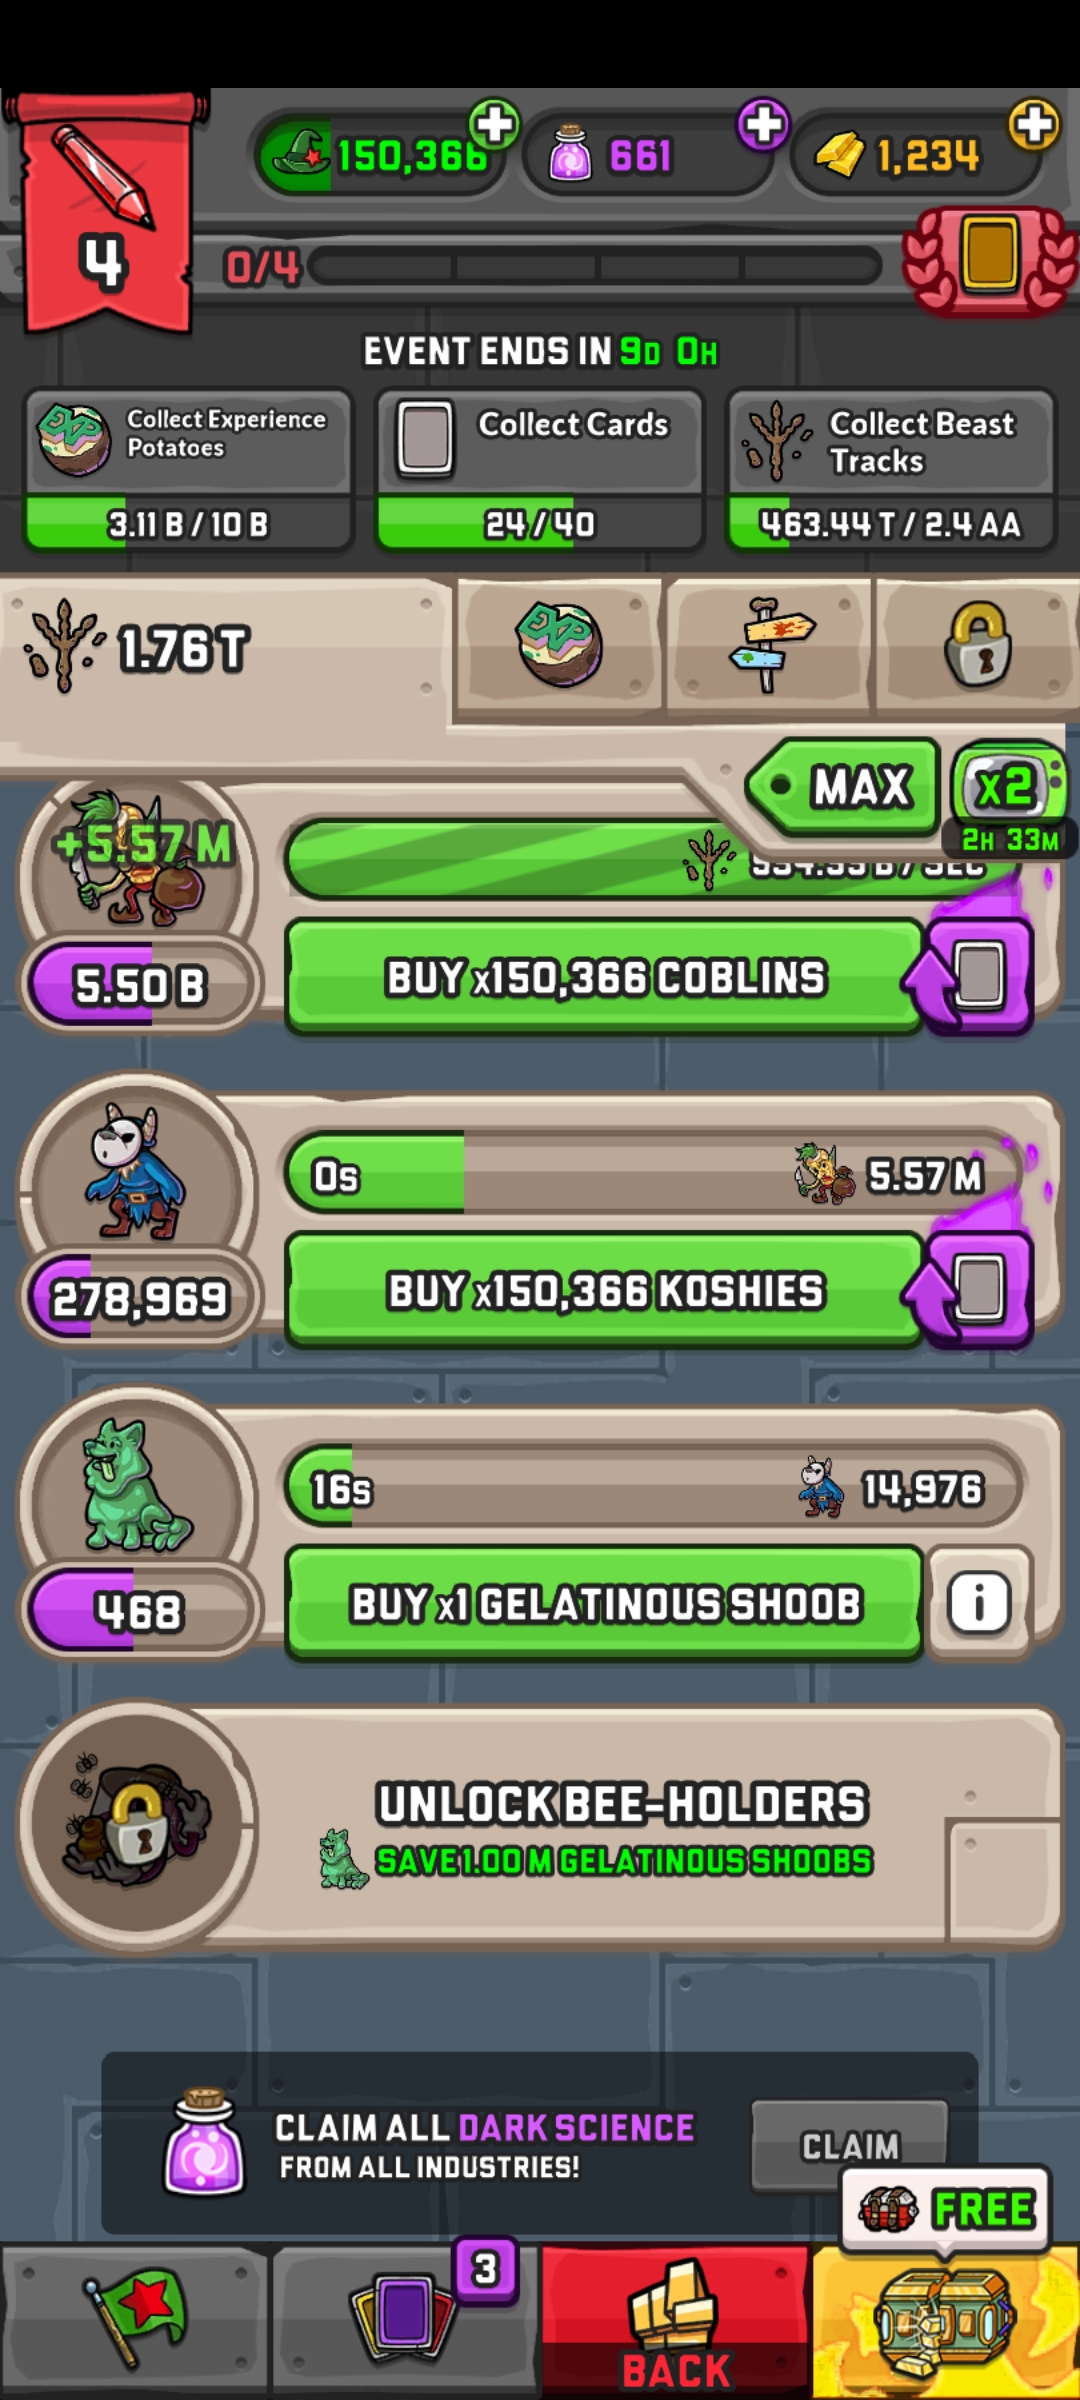 150,366
661
1,234
4
0/4
EVENT ENDS IN 9D 0H
Collect Experience
Potatoes
Collect Cards
Collect Beast
Tracks
3.11 B / 10 B
24 / 40
463.44 T / 2.4 AA
1.76 T
EXP
MAX
x2
2H 33M
+5.57 M
/ SEC
5.50 B
BUY x150,366 COBLINS
0s
5.57 M
278,969
BUY x150,366 KOSHIES
16s
14,976
468
BUY x1 GELATINOUS SHOOB
i
UNLOCK BEE-HOLDERS
SAVE 1.00 M GELATINOUS SHOOBS
CLAIM ALL DARK SCIENCE
FROM ALL INDUSTRIES!
CLAIM
FREE
3
BACK